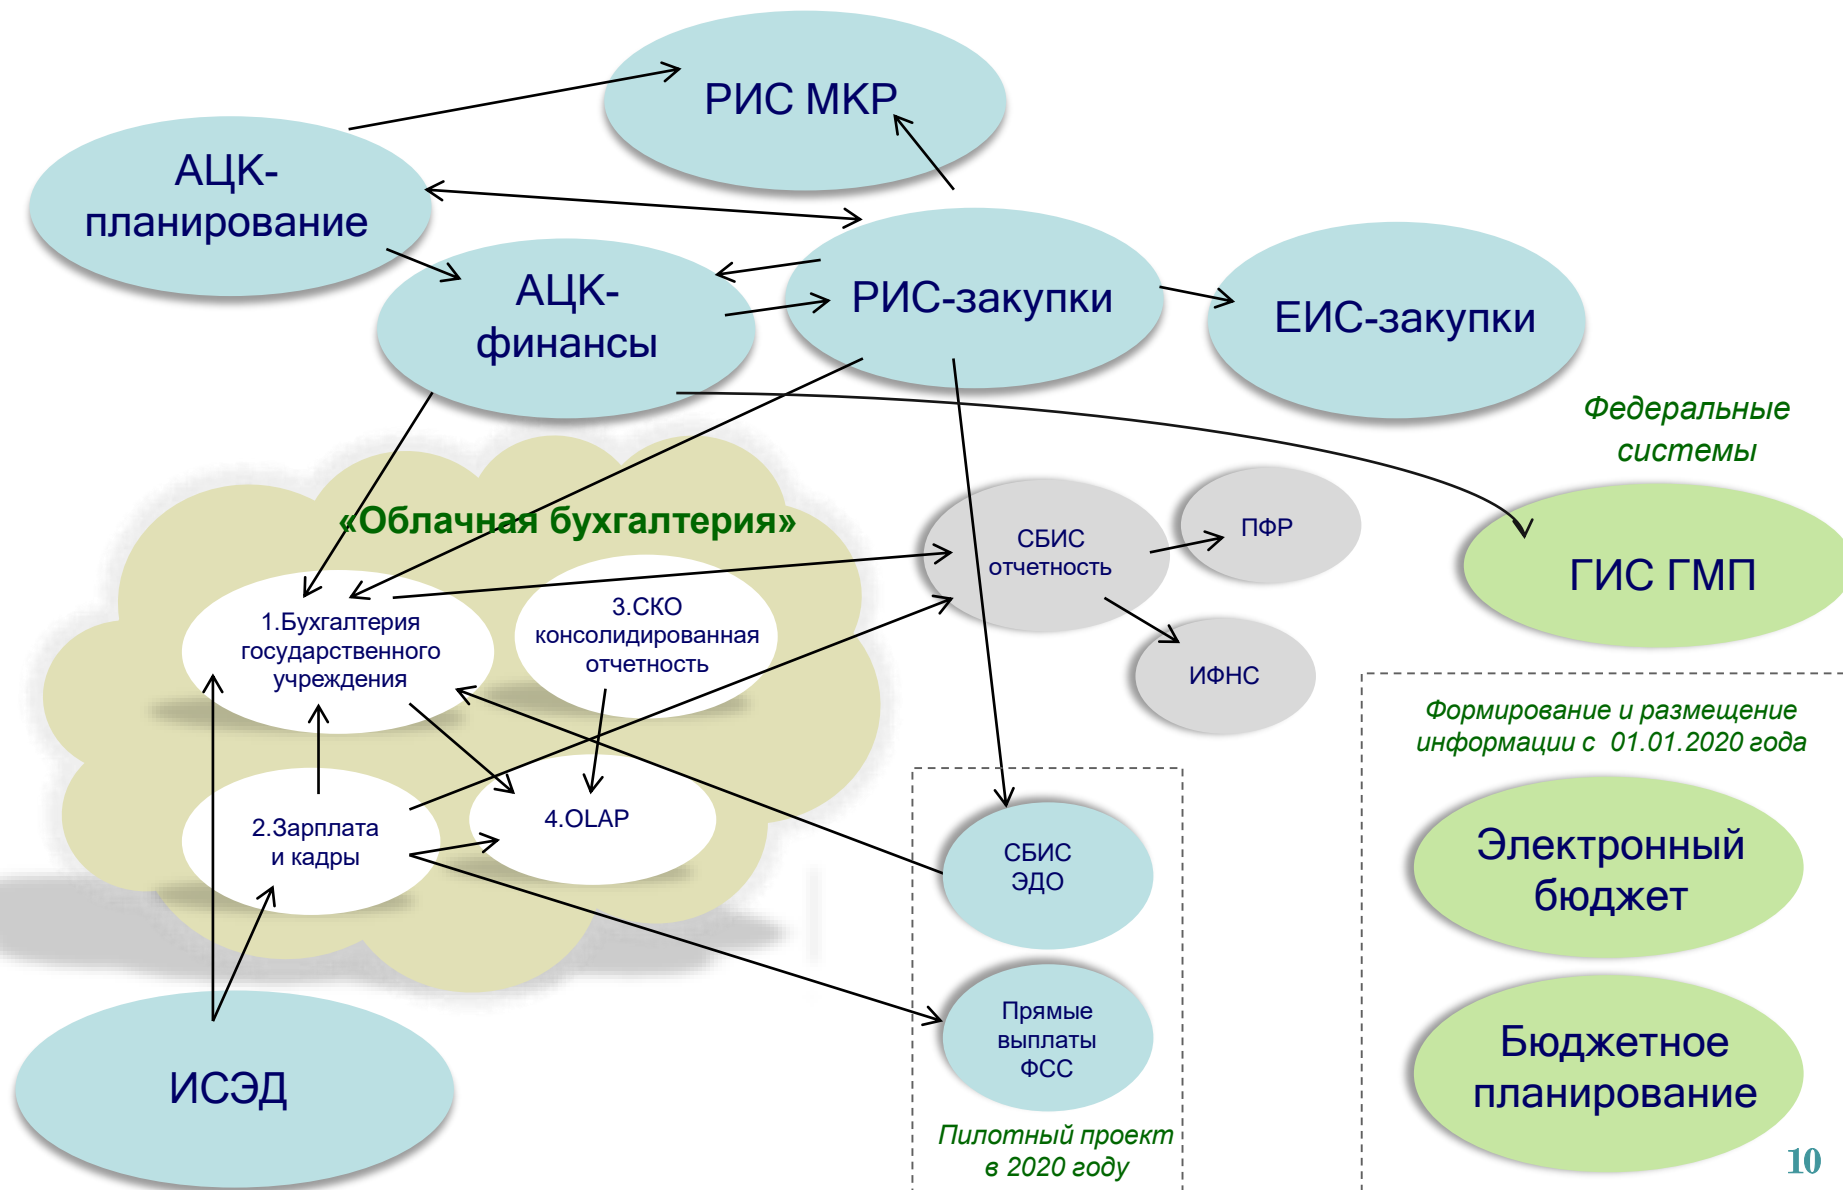 РИС МКР
АЦК-
планирование
АЦК-
финансы
РИС-закупки
ЕИС-закупки
Федеральные
системы
ГИС ГМП
«Облачная бухгалтерия»
1.Бухгалтерия
государственного
учреждения
3.СКО
консолидированная
отчетность
2.Зарплата
и кадры
4.OLAP
СБИС
отчетность
ПФР
ИФНС
СБИС
ЭДО
Прямые
выплаты
ФСС
Пилотный проект
в 2020 году
Формирование и размещение
информации с 01.01.2020 года
Электронный
бюджет
Бюджетное
планирование
ИСЭД
10